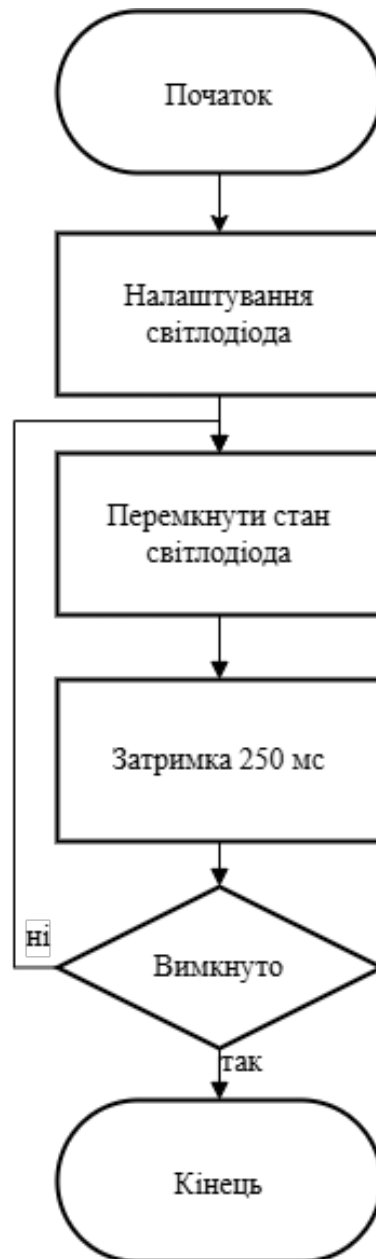 Початок
Налаштування
світлодіода
Перемкнути стан
світлодіода
Затримка 250 мс
ні
Вимкнуто
так
Кінець